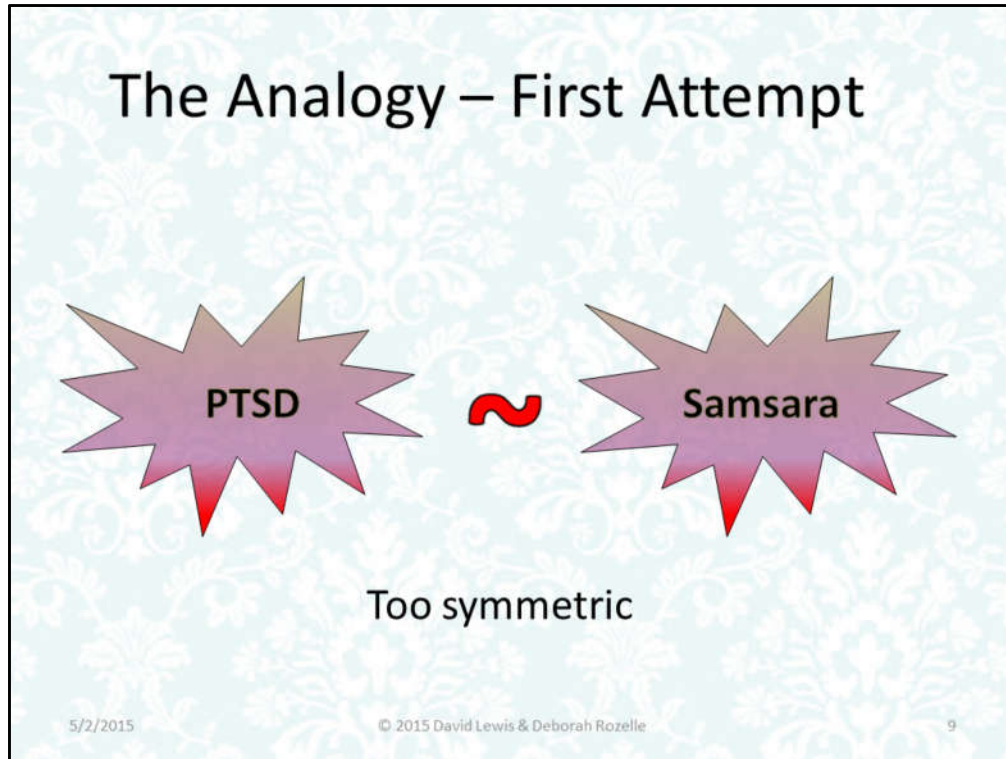 The Analogy – First Attempt
PTSD ~ Samsara
Too symmetric
5/2/2015 © 2015 David Lewis & Deborah Rozelle 9